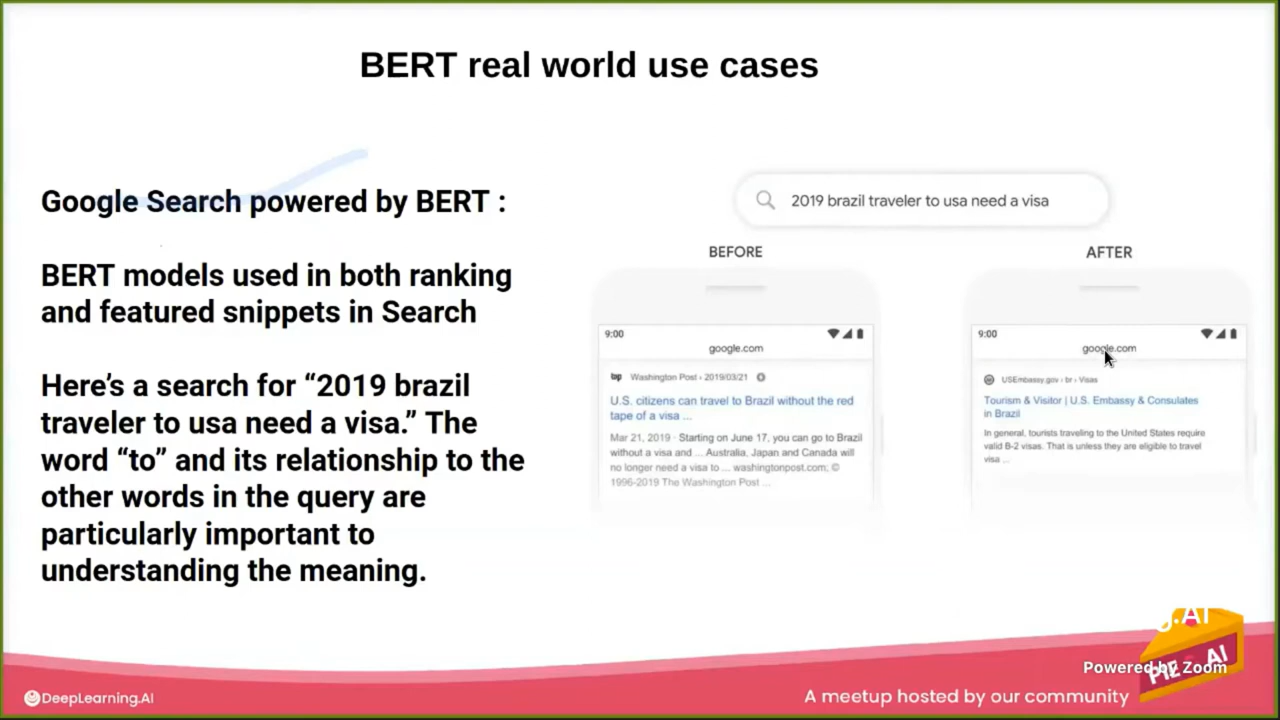 BERT real world use cases
Google Search powered by BERT :
BERT models used in both ranking
and featured snippets in Search
Here’s a search for “2019 brazil
traveler to usa need a visa.” The
word “to” and its relationship to the
other words in the query are
particularly important to
understanding the meaning.
2019 brazil traveler to usa need a visa
BEFORE
9:00
google.com
wp Washington Post › 2019/03/21
U.S. citizens can travel to Brazil without the red
tape of a visa ...
Mar 21, 2019 · Starting on June 17, you can go to Brazil
without a visa and ... Australia, Japan and Canada will
no longer need a visa to ... washingtonpost.com; ©
1996-2019 The Washington Post ...
AFTER
9:00
google.com
USEmbassy.gov › br › Visas
Tourism & Visitor | U.S. Embassy & Consulates
in Brazil
In general, tourists traveling to the United States require
valid B-2 visas. That is unless they are eligible to travel
visa ...
DeepLearning.AI
A meetup hosted by our community
g.AI
PIE & AI
Powered by Zoom